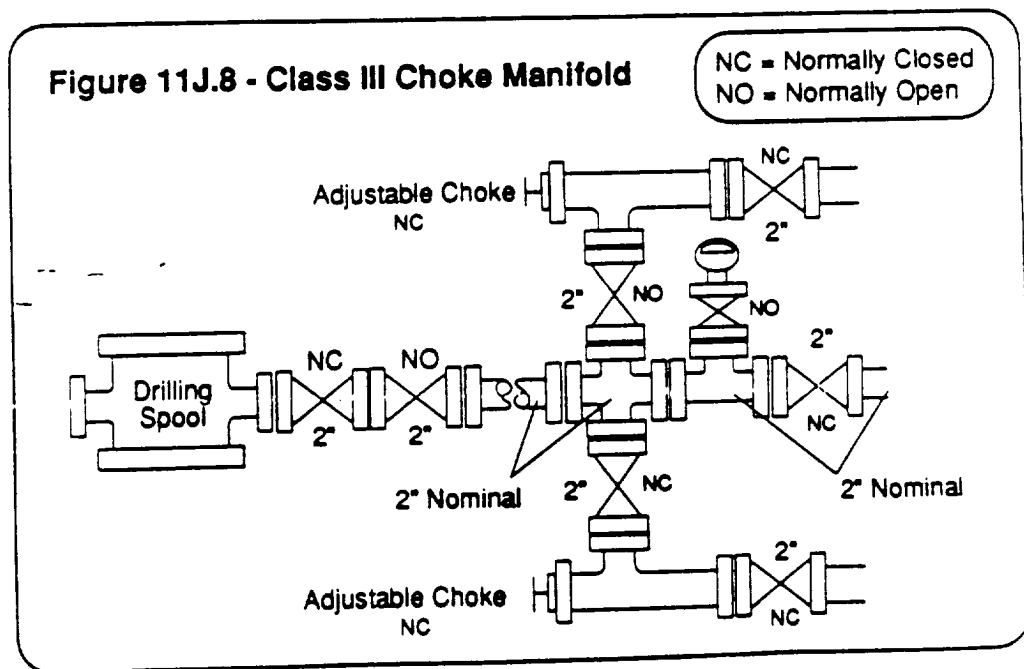 Figure 11J.8 - Class III Choke Manifold
NC = Normally Closed
NO = Normally Open
Adjustable Choke
NC
NC
2"
2"
NO
NO
Drilling
Spool
NC
NO
2"
2"
2"
NC
2" Nominal
2"
NC
2" Nominal
Adjustable Choke
NC
2"
NC